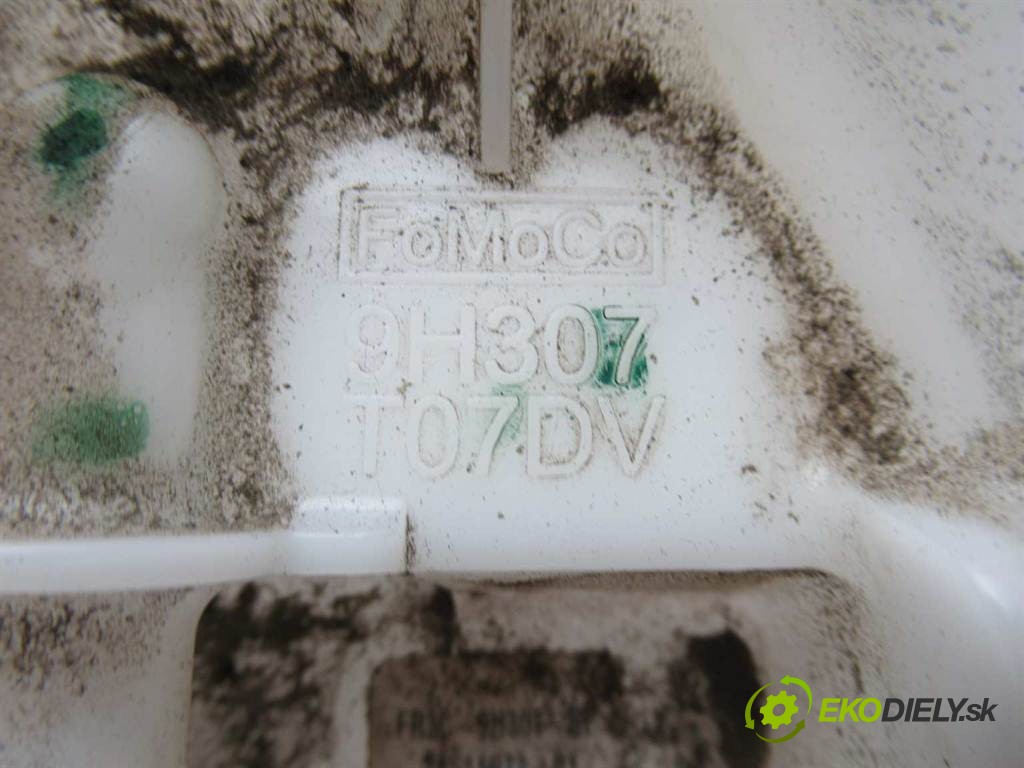 FoMoCo
9H307
T07DV
EKODIELY.sk